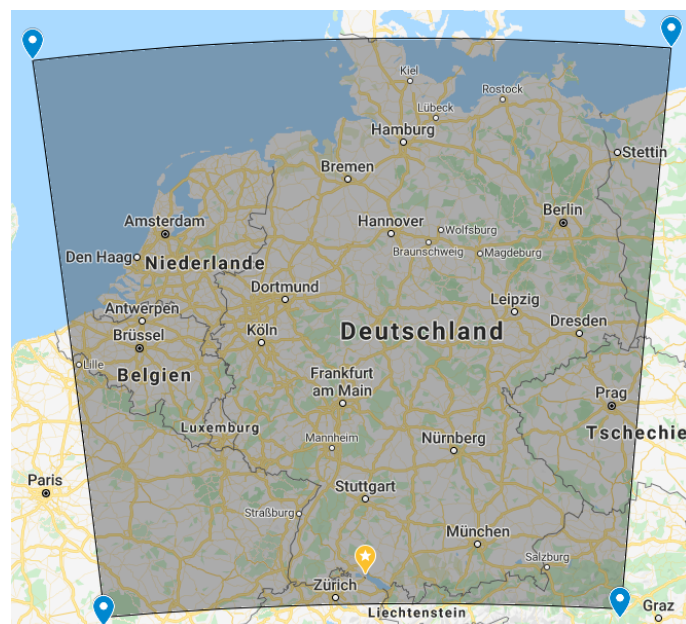 Kiel
Rostock
Lübeck
Hamburg
Stettin
Bremen
Amsterdam
Hannover
Wolfsburg
Berlin
Braunschweig
Magdeburg
Den Haag
Niederlande
Dortmund
Leipzig
Antwerpen
Dresden
Brüssel
Köln
Deutschland
Lille
Belgien
Frankfurt
am Main
Prag
Luxemburg
Mannheim
Nürnberg
Tschechie
Paris
Stuttgart
Straßburg
München
Salzburg
Zürich
Liechtenstein
Graz